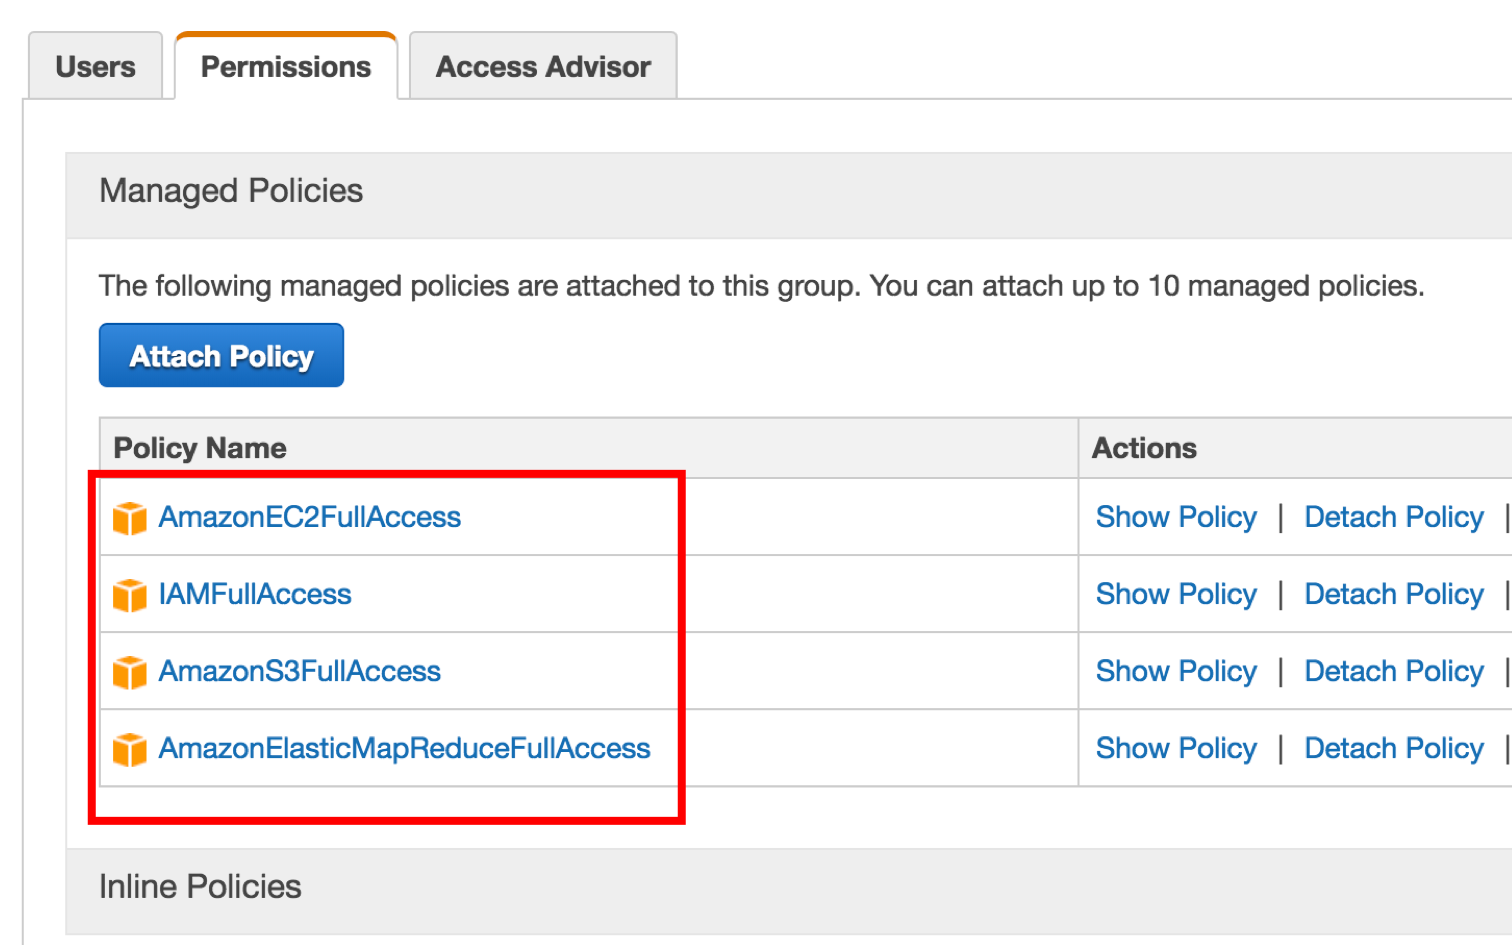 Users Permissions Access Advisor
Managed Policies
The following managed policies are attached to this group. You can attach up to 10 managed policies.
Attach Policy
Policy Name Actions
AmazonEC2FullAccess Show Policy | Detach Policy |
IAMFullAccess Show Policy | Detach Policy |
AmazonS3FullAccess Show Policy | Detach Policy |
AmazonElasticMapReduceFullAccess Show Policy | Detach Policy |
Inline Policies